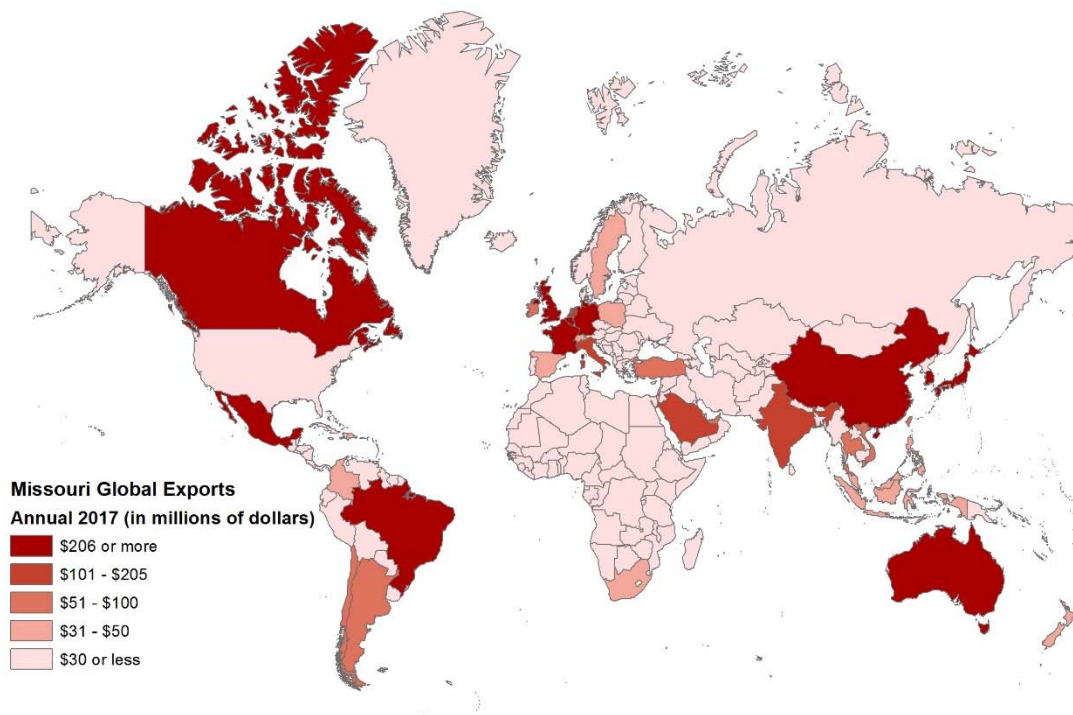 Missouri Global Exports
Annual 2017 (in millions of dollars)
$206 or more
$101 - $205
$51 - $100
$31 - $50
$30 or less